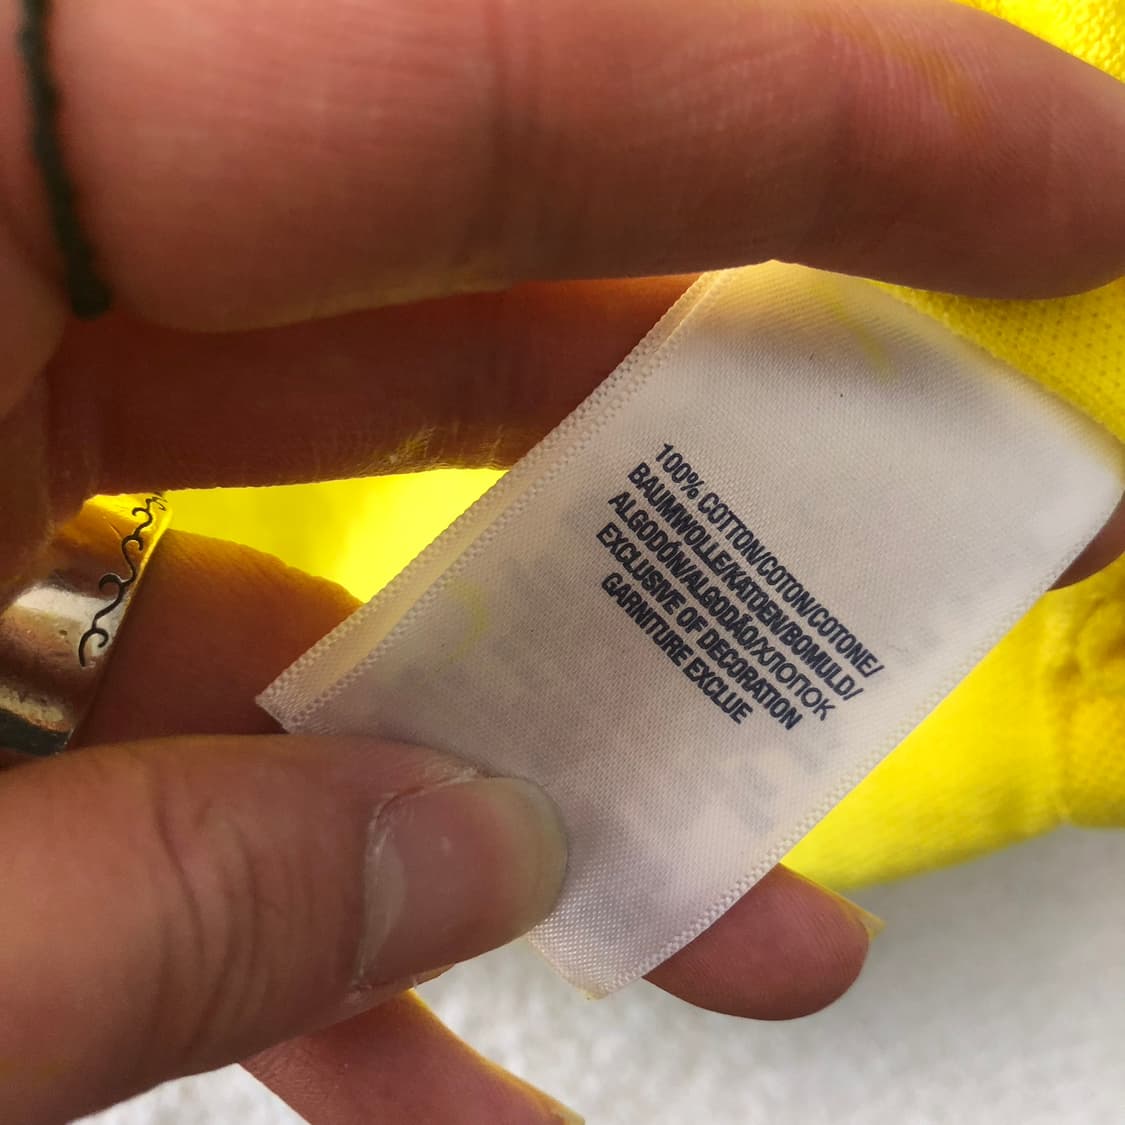 100% COTTON/COTON/COTONE/
BAUMWOLLE/KATOEN/BOMULD/
ALGODÓN/ALGODÃO/ХЛОПОК
EXCLUSIVE OF DECORATION
GARNITURE EXCLUE